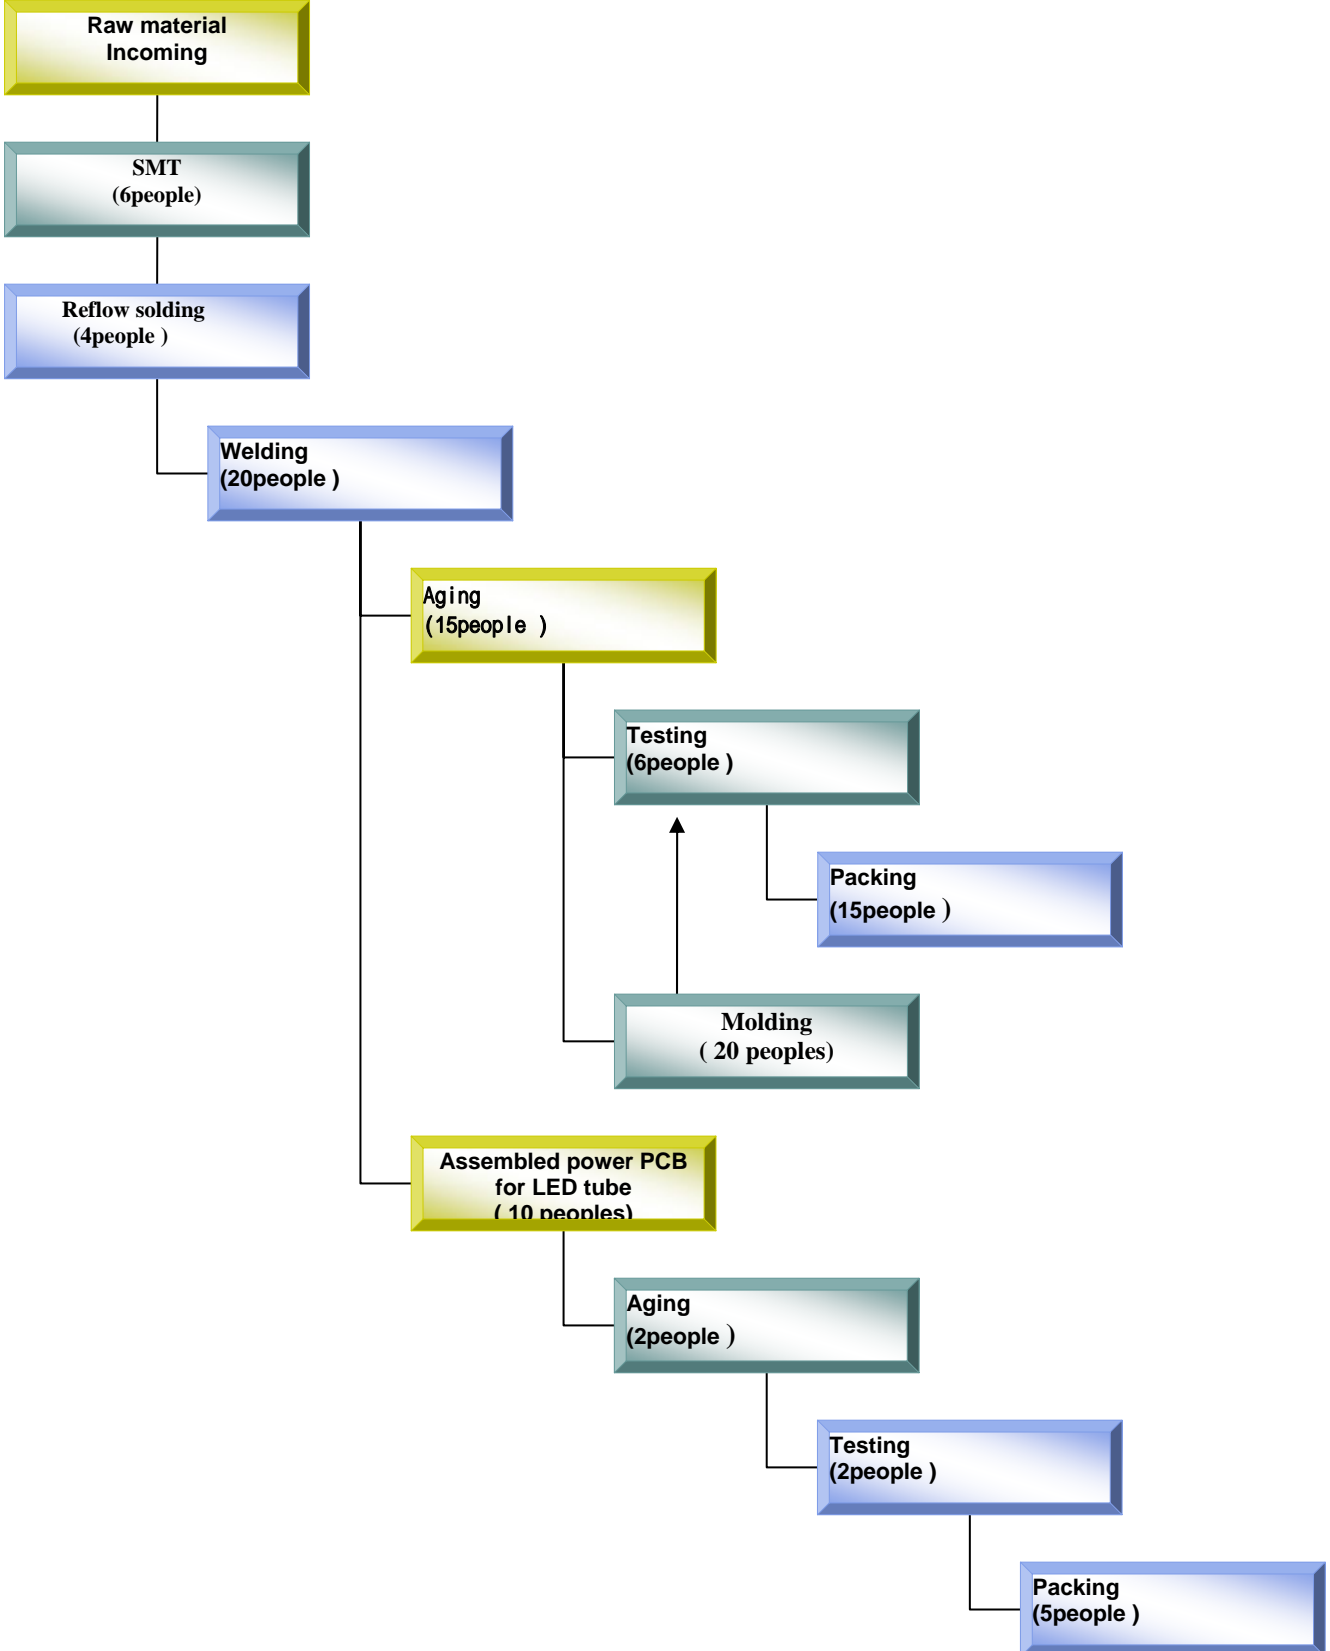 Raw material
Incoming
SMT
(6people)
Reflow solding
(4people )
Welding
(20people )
Aging
(15people )
Testing
(6people )
Packing
(15people )
Molding
( 20 peoples)
Assembled power PCB
for LED tube
( 10 peoples)
Aging
(2people )
Testing
(2people )
Packing
(5people )